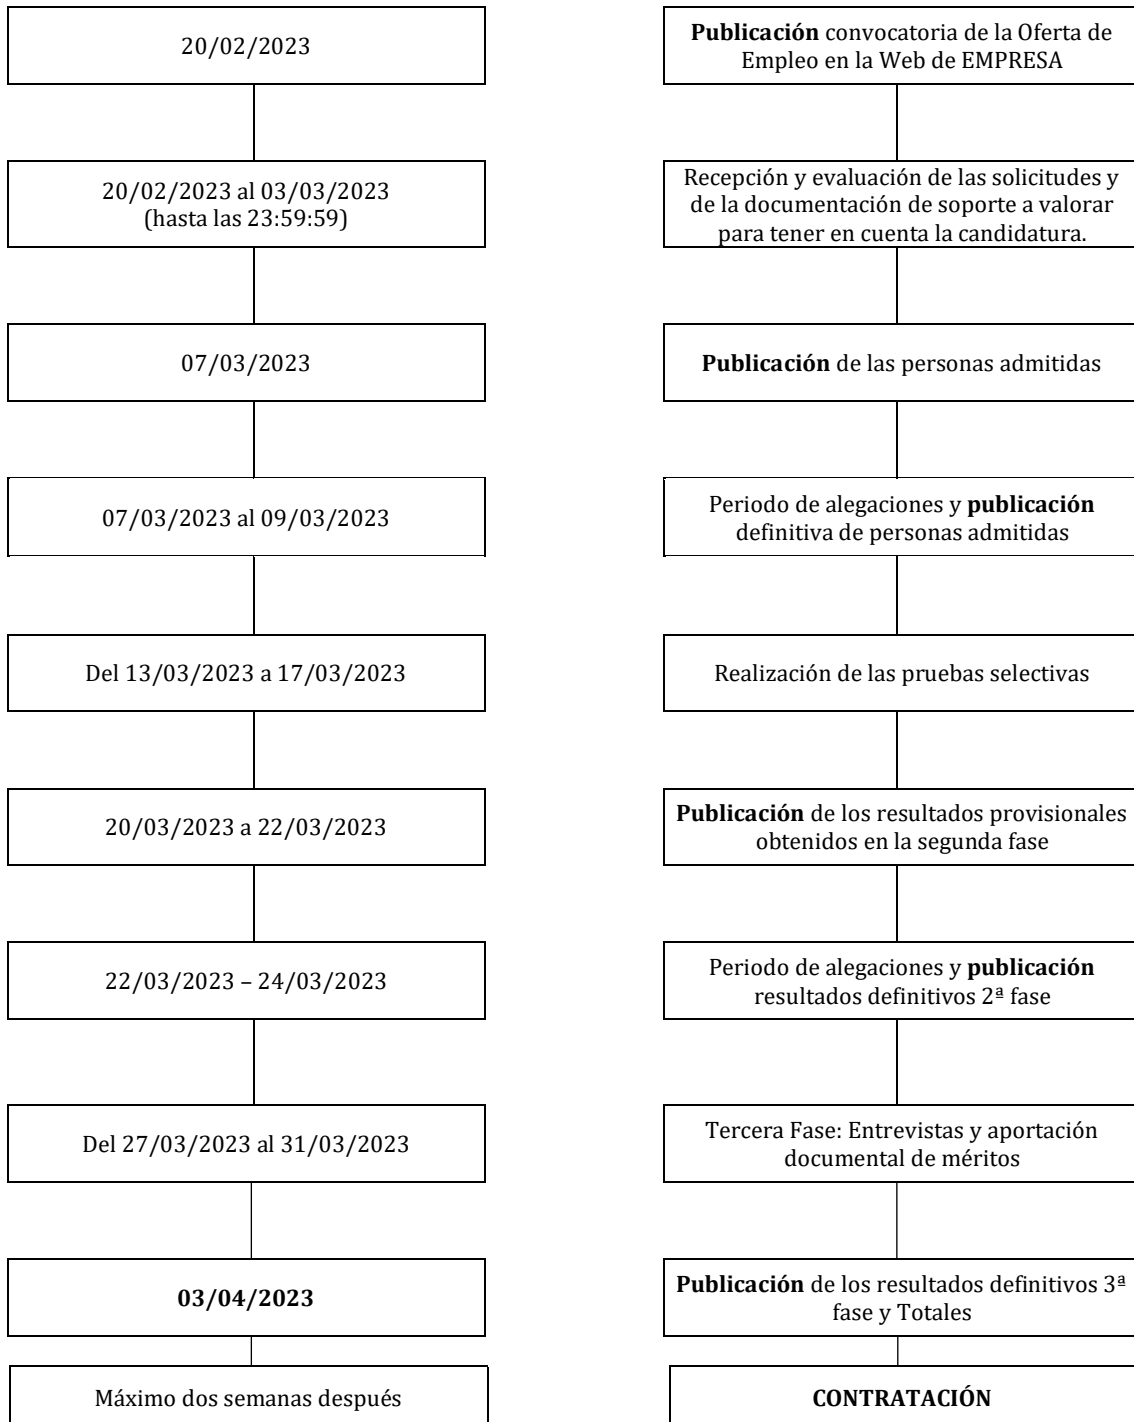 20/02/2023
Publicación convocatoria de la Oferta de
Empleo en la Web de EMPRESA
20/02/2023 al 03/03/2023
(hasta las 23:59:59)
Recepción y evaluación de las solicitudes y
de la documentación de soporte a valorar
para tener en cuenta la candidatura.
07/03/2023
Publicación de las personas admitidas
07/03/2023 al 09/03/2023
Periodo de alegaciones y publicación
definitiva de personas admitidas
Del 13/03/2023 a 17/03/2023
Realización de las pruebas selectivas
20/03/2023 a 22/03/2023
Publicación de los resultados provisionales
obtenidos en la segunda fase
22/03/2023 – 24/03/2023
Periodo de alegaciones y publicación
resultados definitivos 2ª fase
Del 27/03/2023 al 31/03/2023
Tercera Fase: Entrevistas y aportación
documental de méritos
03/04/2023
Publicación de los resultados definitivos 3ª
fase y Totales
Máximo dos semanas después
CONTRATACIÓN